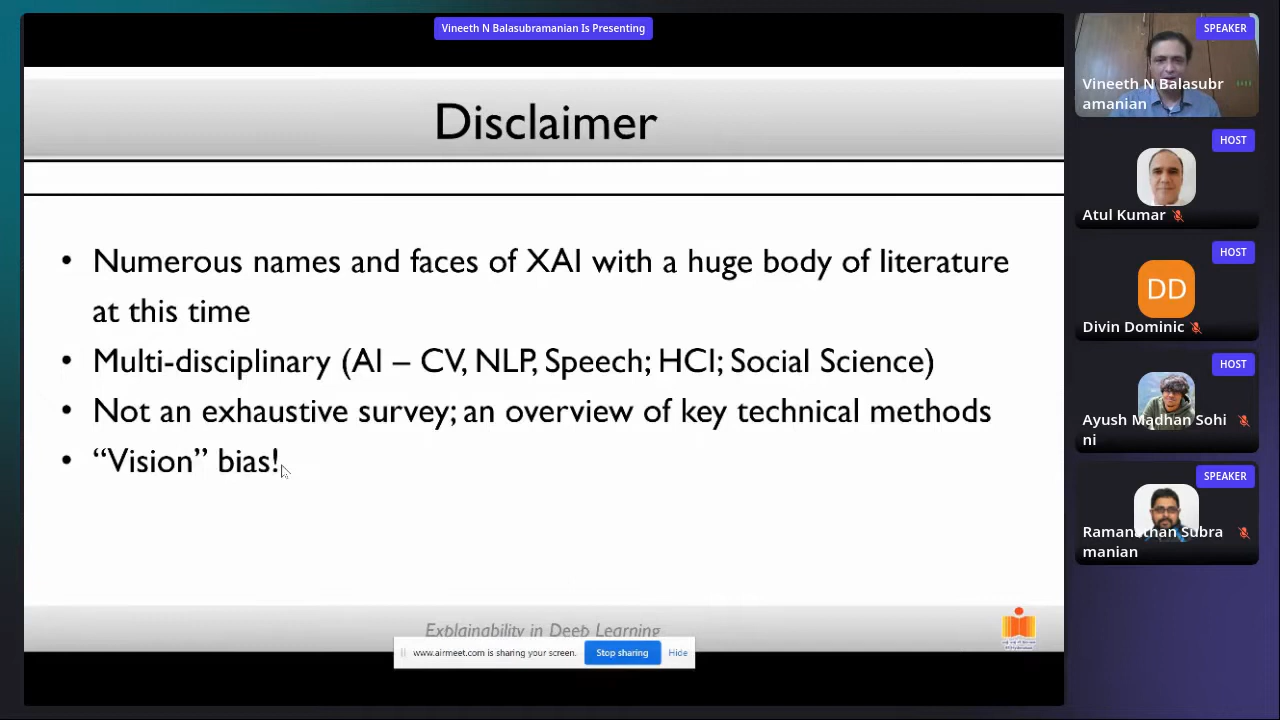 Vineeth N Balasubramanian Is Presenting
Disclaimer
• Numerous names and faces of XAI with a huge body of literature
at this time
• Multi-disciplinary (AI – CV, NLP, Speech; HCI; Social Science)
• Not an exhaustive survey; an overview of key technical methods
• “Vision” bias!
Explainability in Deep Learning
www.airmeet.com is sharing your screen.
Stop sharing
Hide
SPEAKER
Vineeth N Balasubr
amanian
HOST
Atul Kumar
HOST
DD
Divin Dominic
HOST
Ayush Madhan Sohi
ni
SPEAKER
Ramanathan Subra
manian